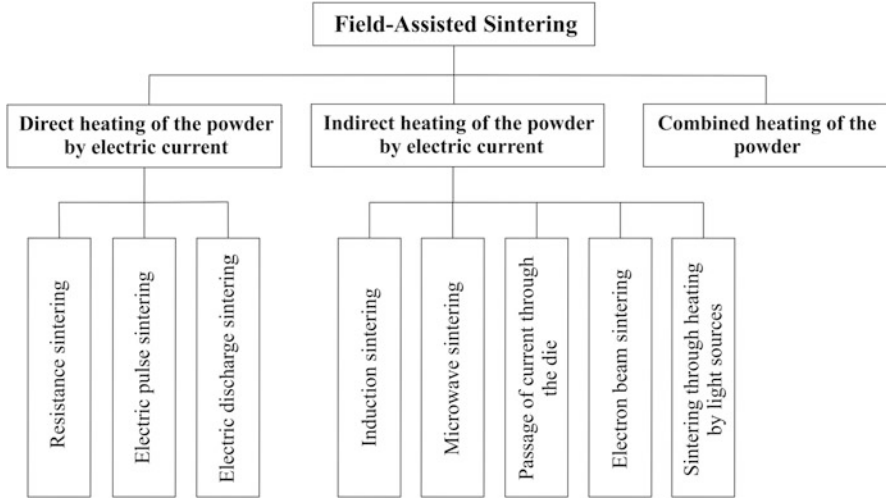 Field-Assisted Sintering
Direct heating of the powder
by electric current
Indirect heating of the powder
by electric current
Combined heating of the
powder
Resistance sintering
Electric pulse sintering
Electric discharge sintering
Induction sintering
Microwave sintering
Passage of current through
the die
Electron beam sintering
Sintering through heating
by light sources